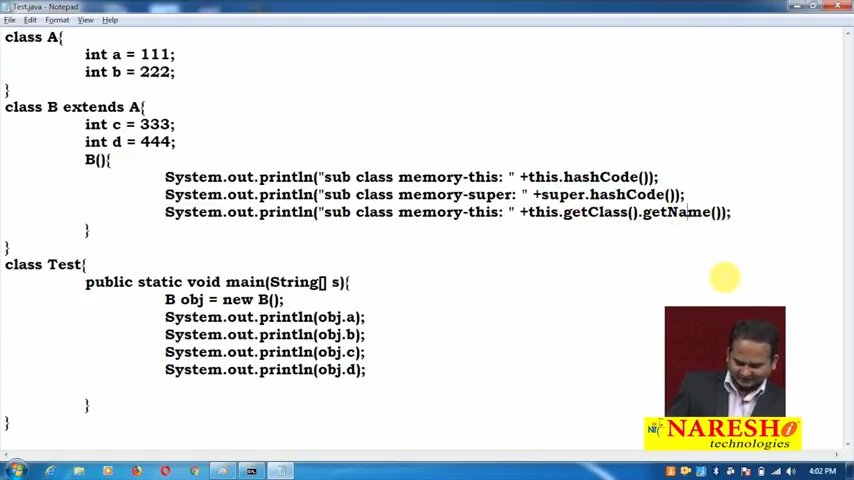 Test.java - Notepad
File Edit Format View Help
class A{
int a = 111;
int b = 222;
}
class B extends A{
int c = 333;
int d = 444;
B(){
System.out.println("sub class memory-this: " +this.hashCode());
System.out.println("sub class memory-super: " +super.hashCode());
System.out.println("sub class memory-this: " +this.getClass().getName());
}
}
class Test{
public static void main(String[] s){
B obj = new B();
System.out.println(obj.a);
System.out.println(obj.b);
System.out.println(obj.c);
System.out.println(obj.d);
}
}
NARESH i
technologies
4:02 PM